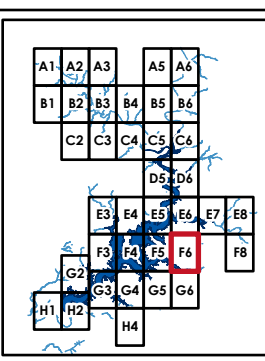 A1 A2 A3 A5 A6
B1 B2 B3 B4 B5 B6
C2 C3 C4 C5 C6
D5 D6
E3 E4 E5 E6 E7 E8
F3 F4 F5 F6 F8
G2
G3 G4 G5 G6
H1 H2
H4